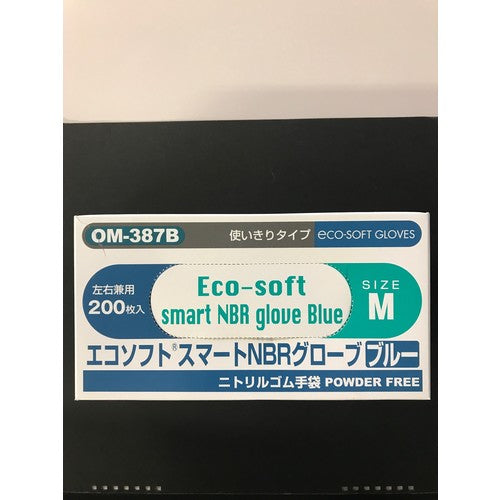 OM-387B 使いきりタイプ eco-SOFT GLOVES
左右兼用
200枚入
Eco-soft
smart NBR glove Blue
SIZE
M
エコソフト®スマートNBRグローブ ブルー
ニトリルゴム手袋 POWDER FREE